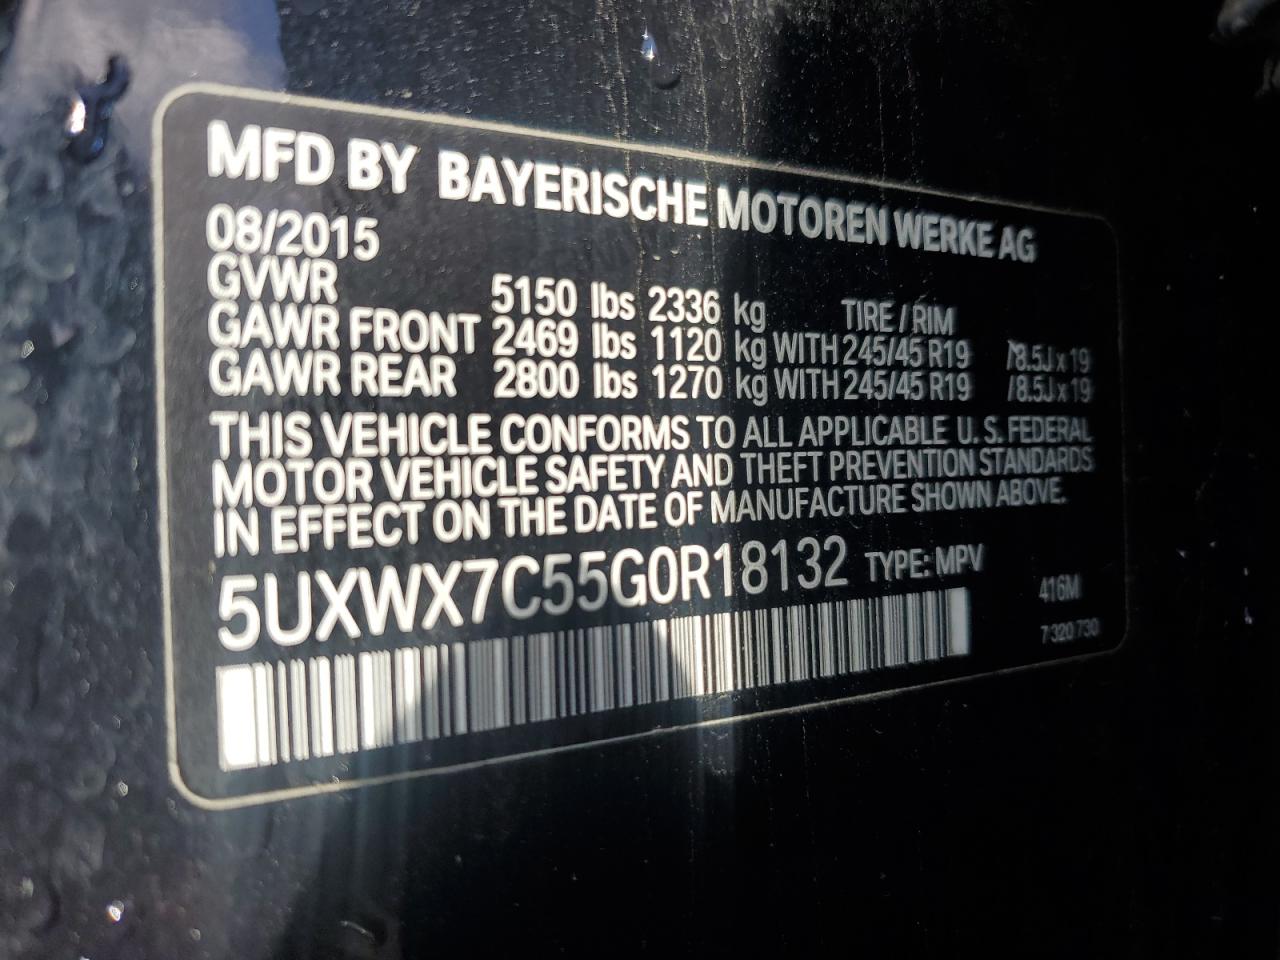 MFD BY BAYERISCHE MOTOREN WERKE AG
08/2015
GVWR 5150 lbs 2336 kg TIRE / RIM
GAWR FRONT 2469 lbs 1120 kg WITH 245/45 R19 /8.5J x 19
GAWR REAR 2800 lbs 1270 kg WITH 245/45 R19 /8.5J x 19
THIS VEHICLE CONFORMS TO ALL APPLICABLE U.S. FEDERAL
MOTOR VEHICLE SAFETY AND THEFT PREVENTION STANDARDS
IN EFFECT ON THE DATE OF MANUFACTURE SHOWN ABOVE.
5UXWX7C55G0R18132 TYPE: MPV
416M
7 320 730